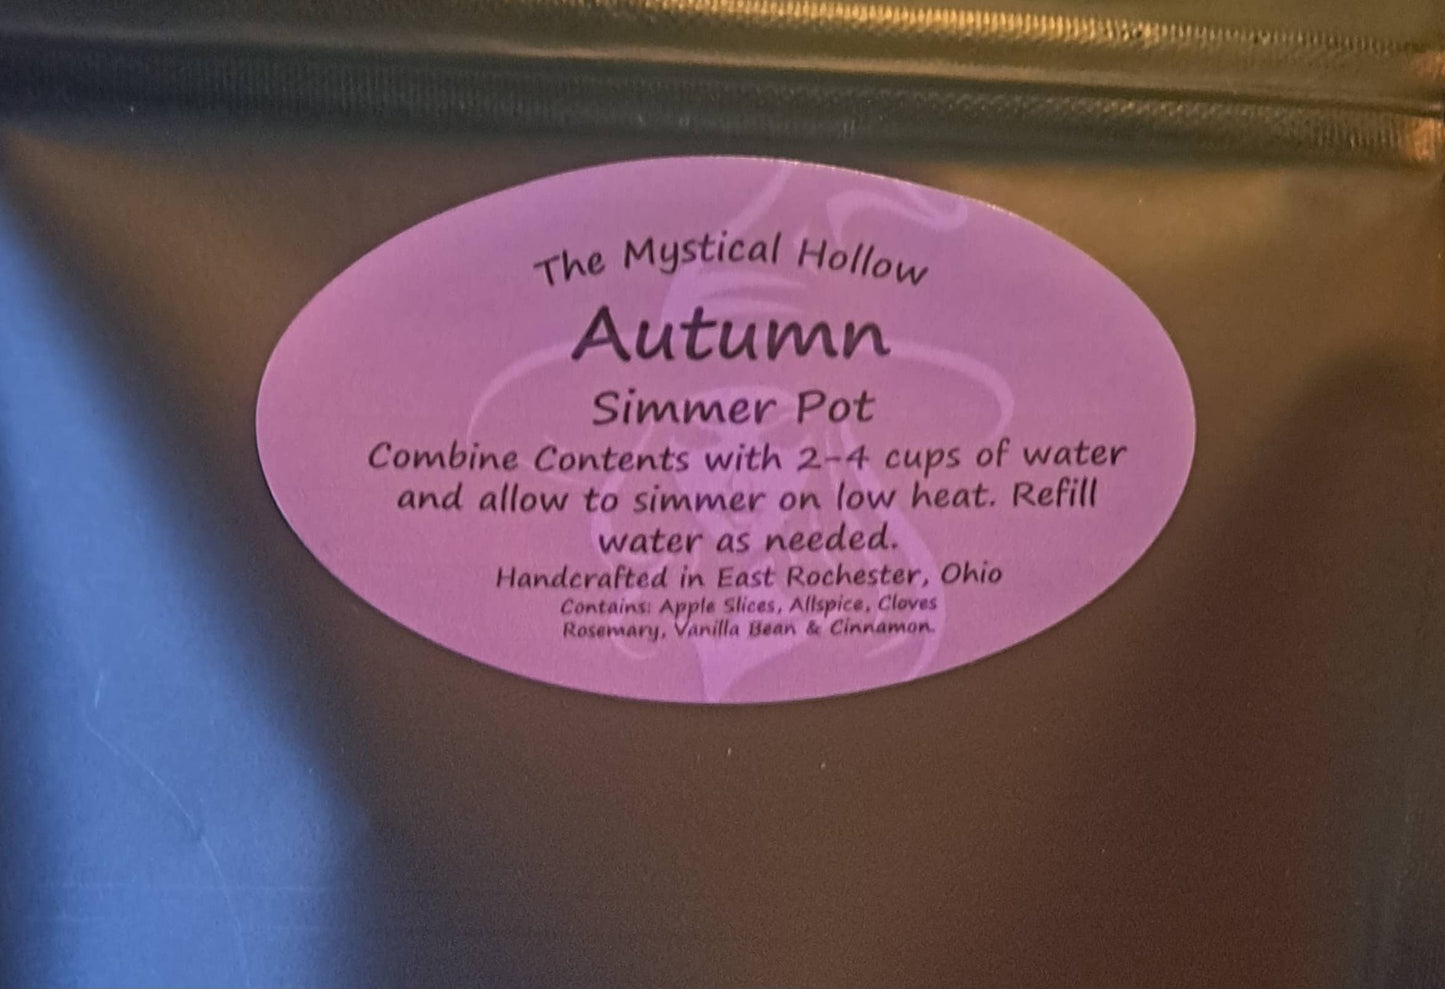 The Mystical Hollow
Autumn
Simmer Pot
Combine Contents with 2-4 cups of water
and allow to simmer on low heat. Refill
water as needed.
Handcrafted in East Rochester, Ohio
Contains: Apple Slices, Allspice, Cloves
Rosemary, Vanilla Bean & Cinnamon.